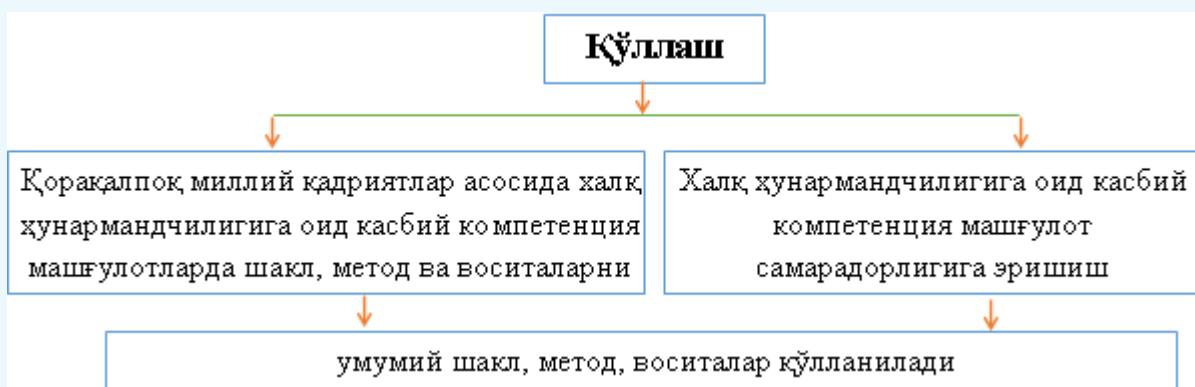 Қўллаш
Қорақалпоқ миллий қадриятлар асосида халқ
ҳунармандчилигига оид касбий компетенция
машғулотларда шакл, метод ва воситаларни
Халқ ҳунармандчилигига оид касбий
компетенция машғулот
самарадорлигига эришиш
умумий шакл, метод, воситалар қўлланилади